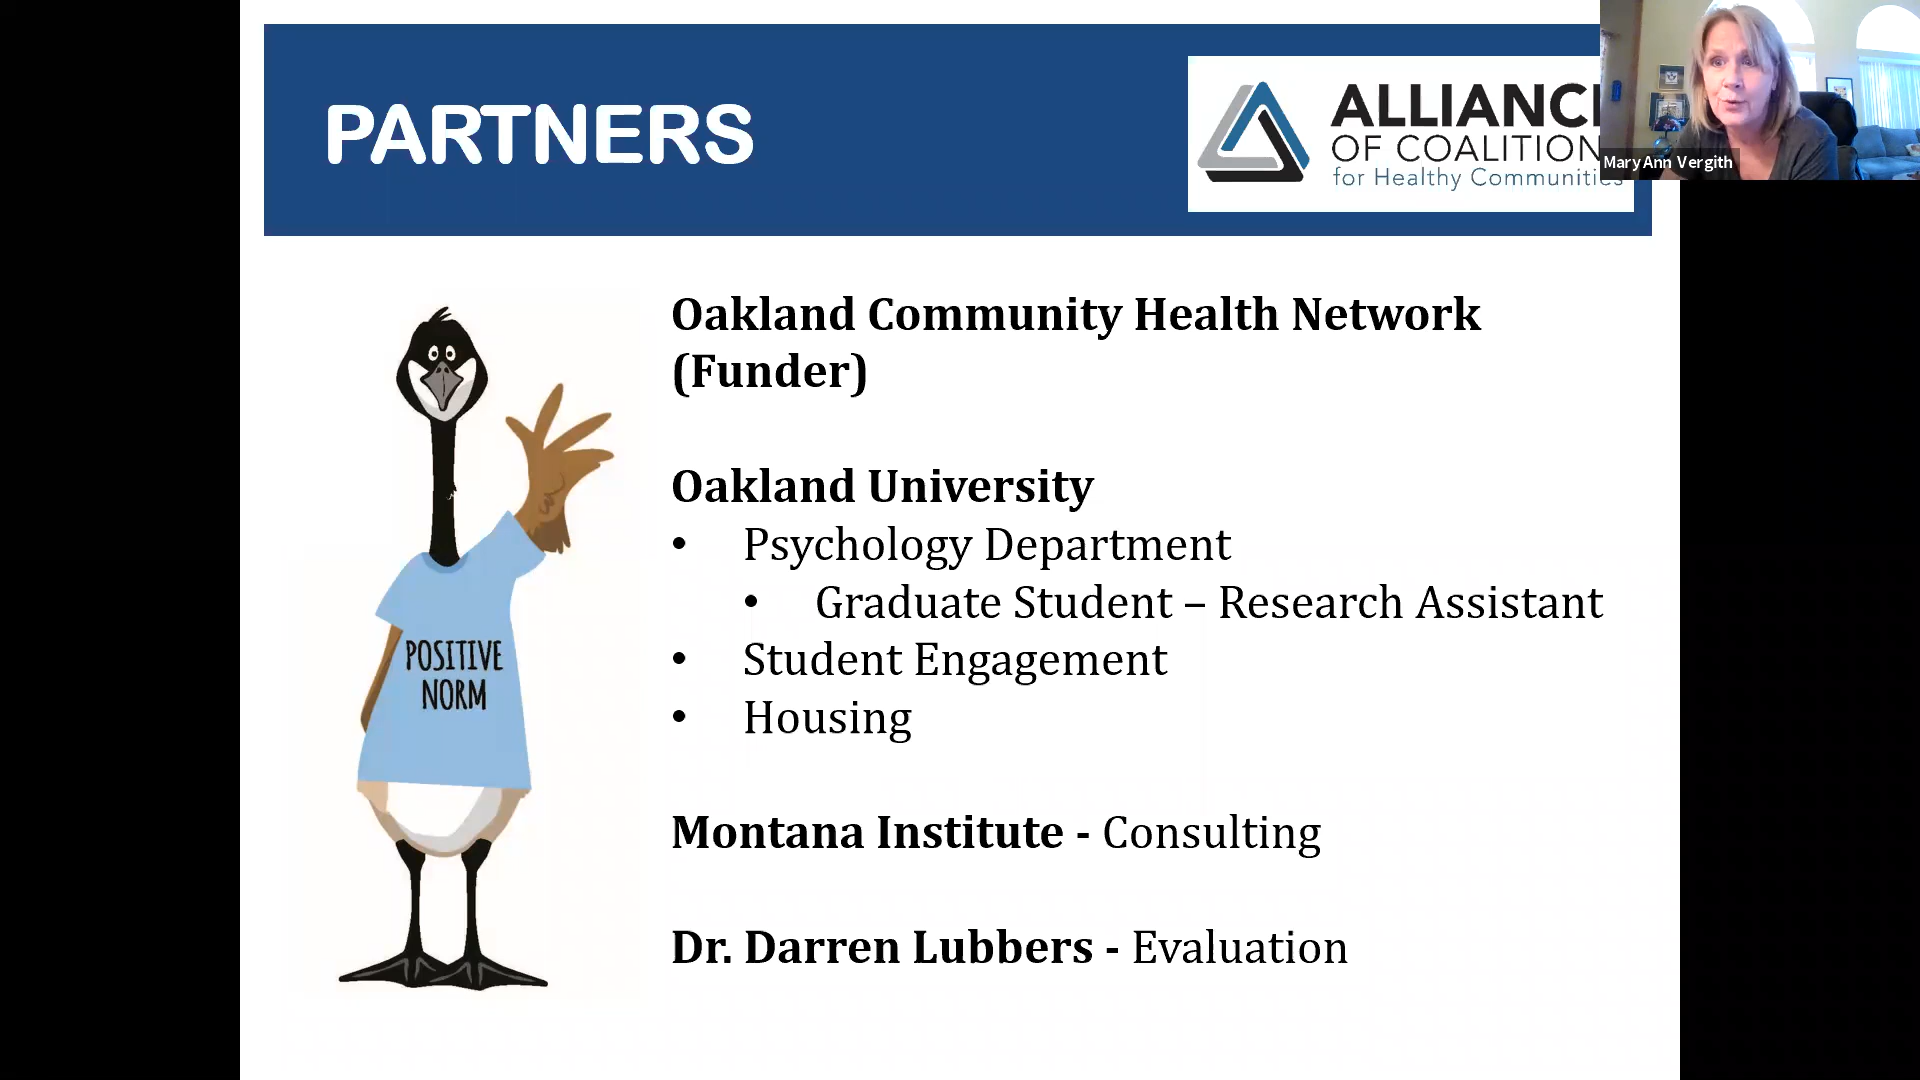 PARTNERS
ALLIANC
OF COALITION
for Healthy Communities
Mary Ann Vergith
Oakland Community Health Network
(Funder)
Oakland University
• Psychology Department
• Graduate Student – Research Assistant
• Student Engagement
• Housing
Montana Institute - Consulting
Dr. Darren Lubbers - Evaluation
POSITIVE
NORM